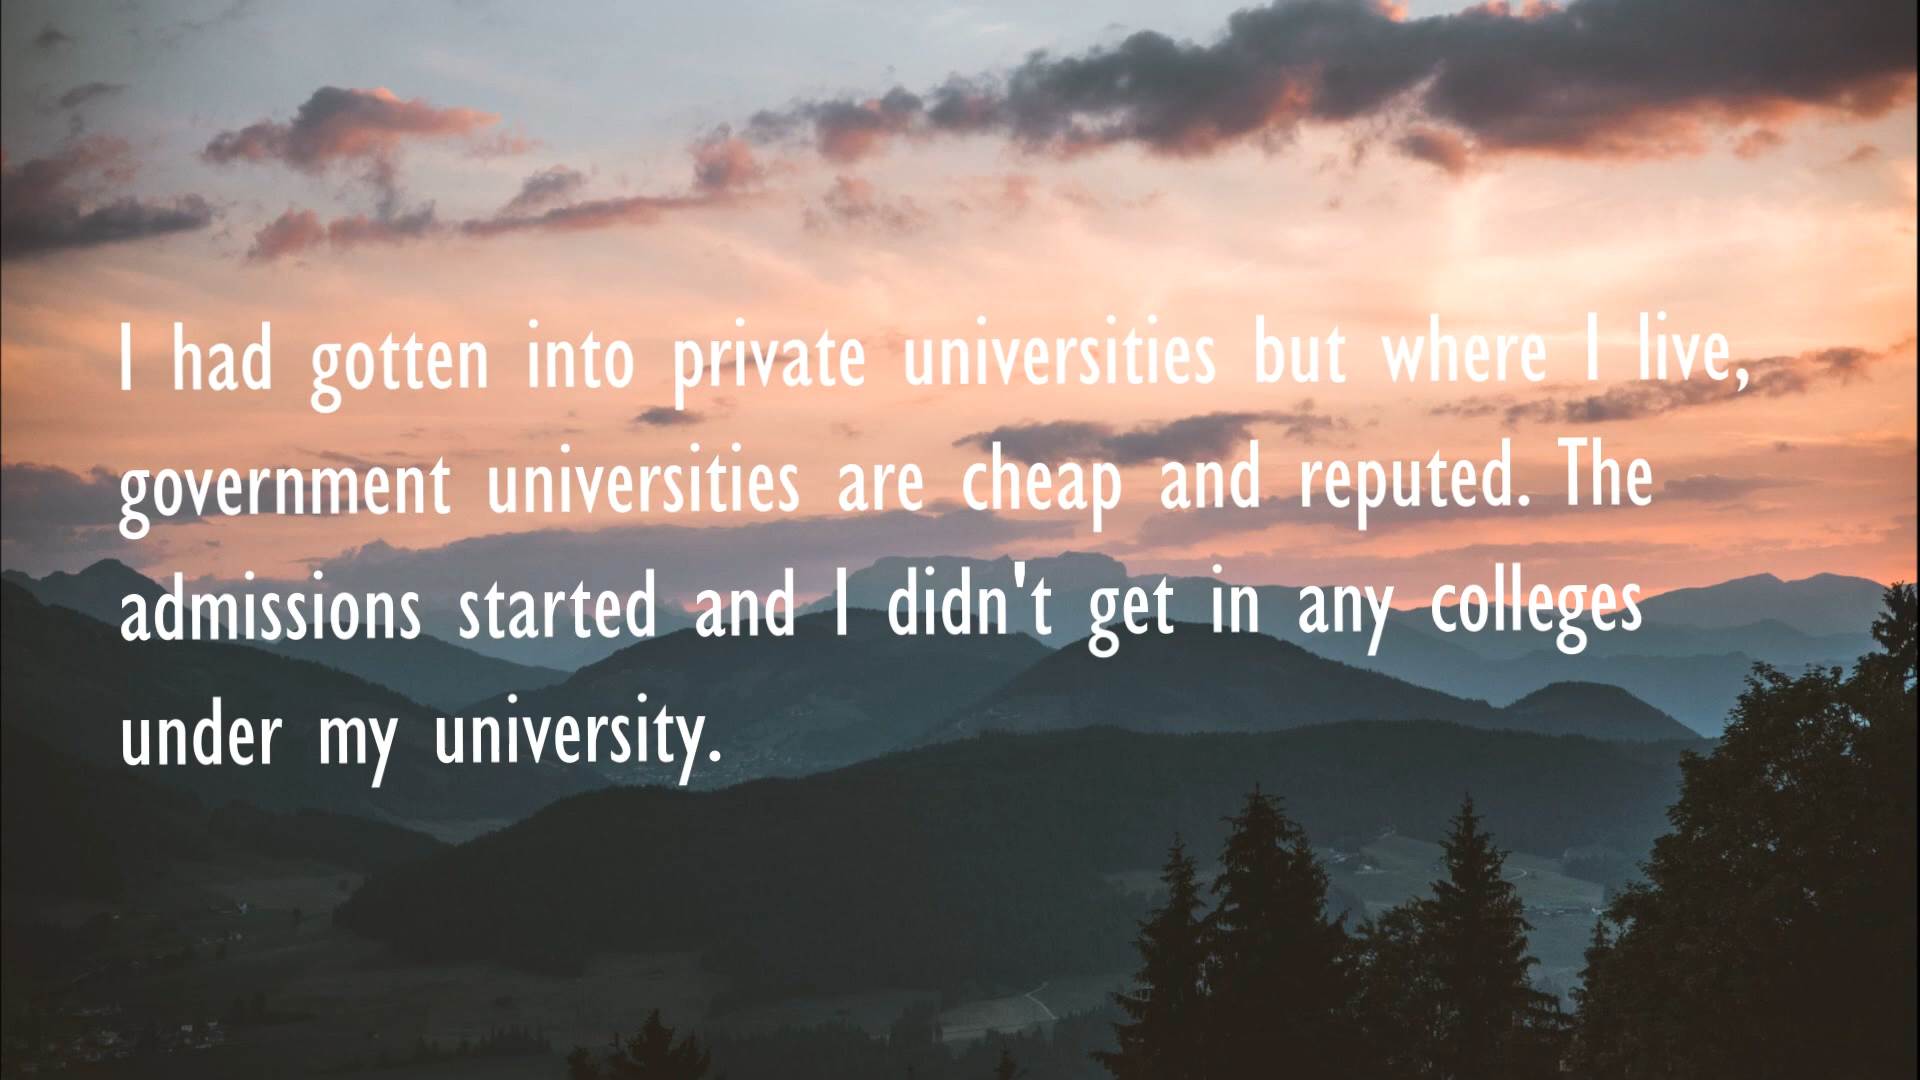 I had gotten into private universities but where I live,
government universities are cheap and reputed. The
admissions started and I didn't get in any colleges
under my university.